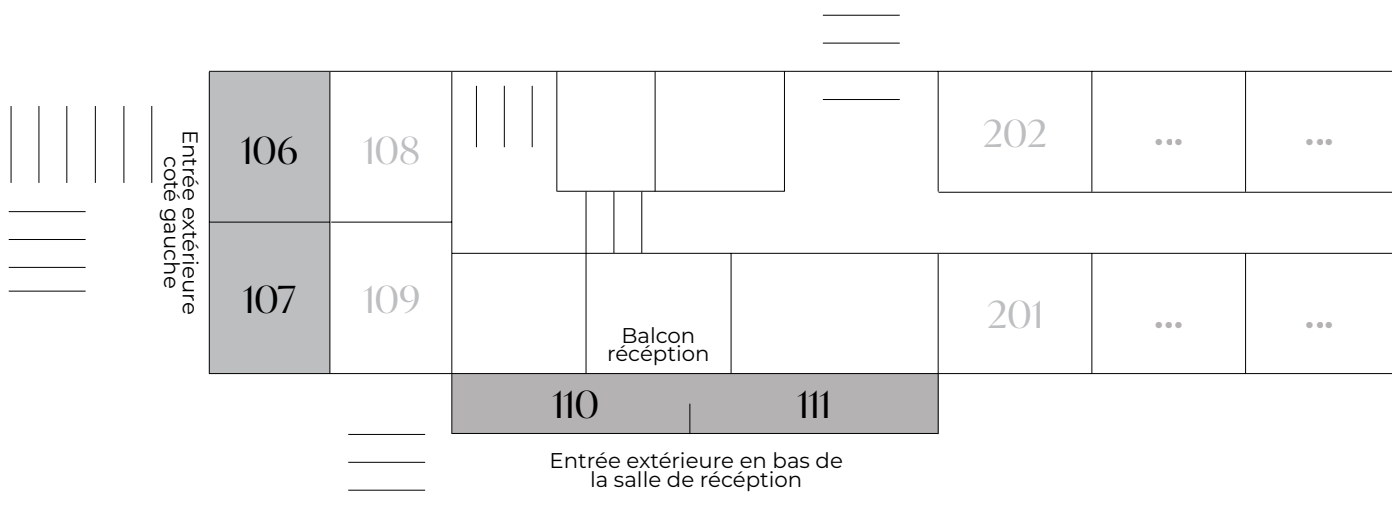 106
108
202
...
...
Entrée extérieure
coté gauche
107
109
201
...
...
Balcon
récéption
110
111
Entrée extérieure en bas de
la salle de récéption